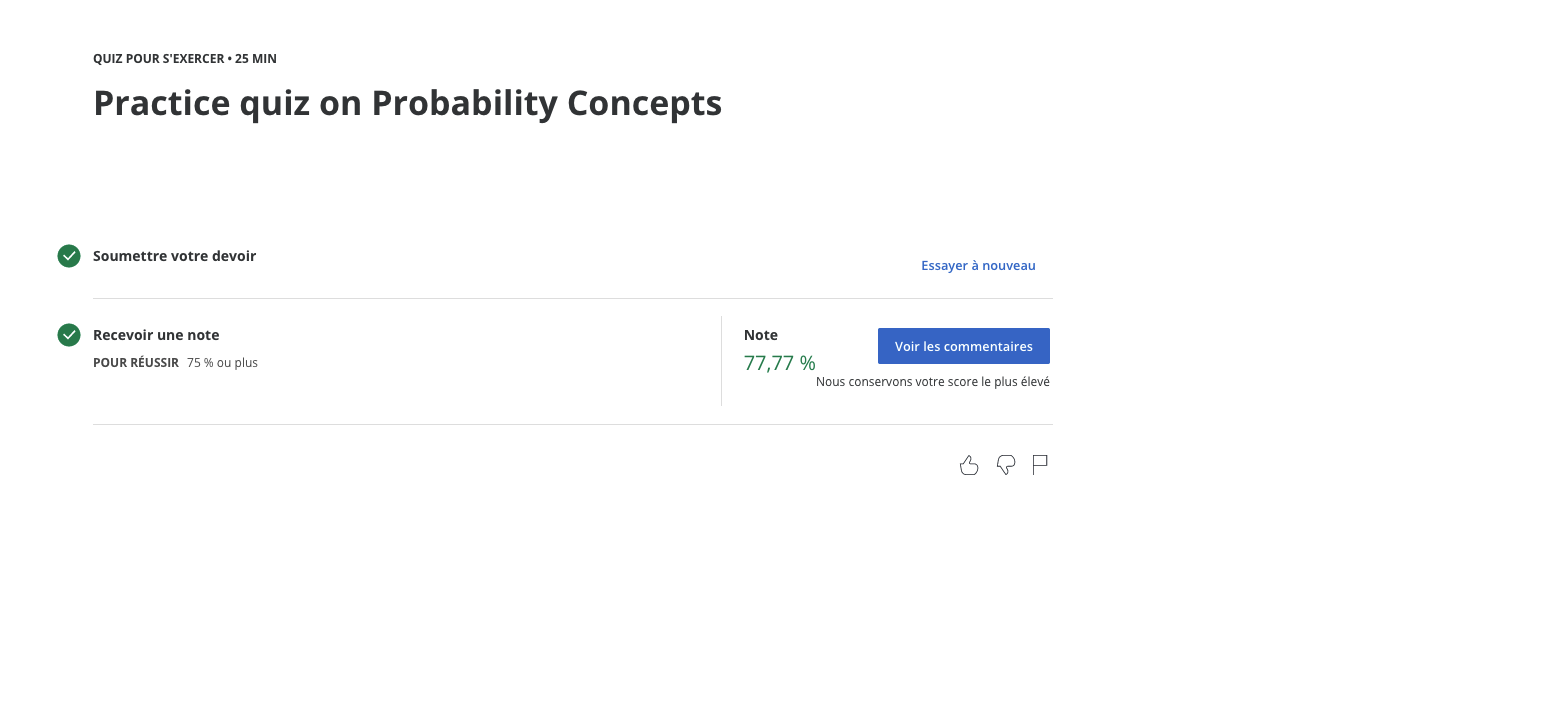 QUIZ POUR S'EXERCER • 25 MIN
Practice quiz on Probability Concepts
Soumettre votre devoir
Essayer à nouveau
Recevoir une note
POUR RÉUSSIR 75 % ou plus
Note
77,77 %
Voir les commentaires
Nous conservons votre score le plus élevé